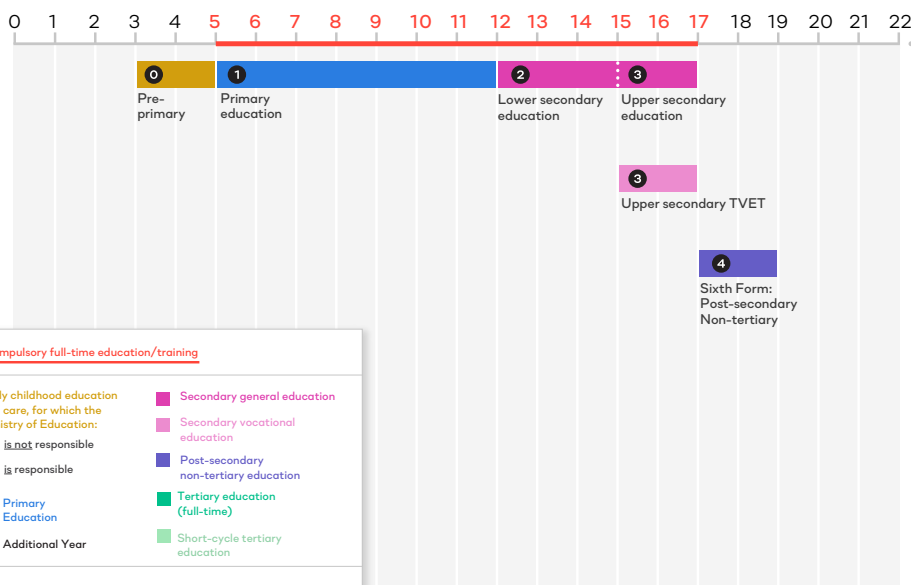 0 1 2 3 4 5 6 7 8 9 10 11 12 13 14 15 16 17 18 19 20 21 22
0 1 2 3
Pre-
primary
Primary
education
Lower secondary
education
Upper secondary
education
3
Upper secondary TVET
4
Sixth Form:
Post-secondary
Non-tertiary
mpulsory full-time education/training
ly childhood education
care, for which the
istry of Education:
is not responsible
is responsible
Primary
Education
Additional Year
Secondary general education
Secondary vocational
education
Post-secondary
non-tertiary education
Tertiary education
(full-time)
Short-cycle tertiary
education